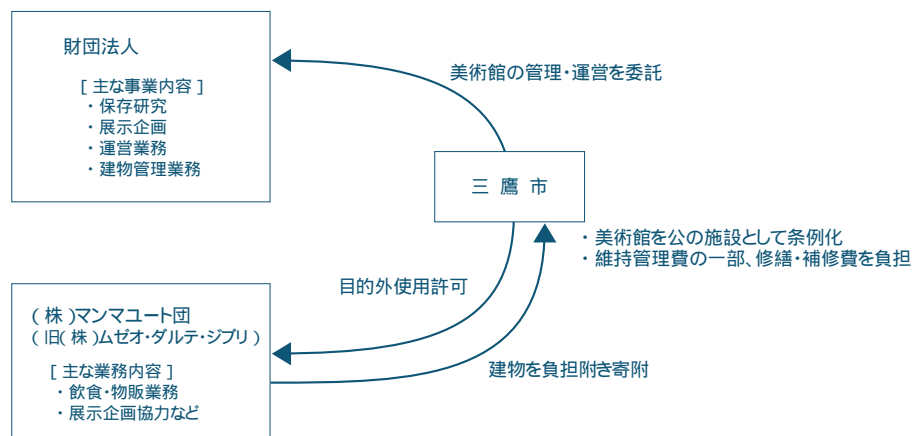 財団法人
[ 主な事業内容 ]
・保存研究
・展示企画
・運営業務
・建物管理業務
美術館の管理・運営を委託
三 鷹 市
・美術館を公の施設として条例化
・維持管理費の一部、修繕・補修費を負担
目的外使用許可
( 株 )マンマユート団
( 旧( 株 )ムゼオ・ダルテ・ジブリ )
[ 主な業務内容 ]
・飲食・物販業務
・展示企画協力など
建物を負担附き寄附